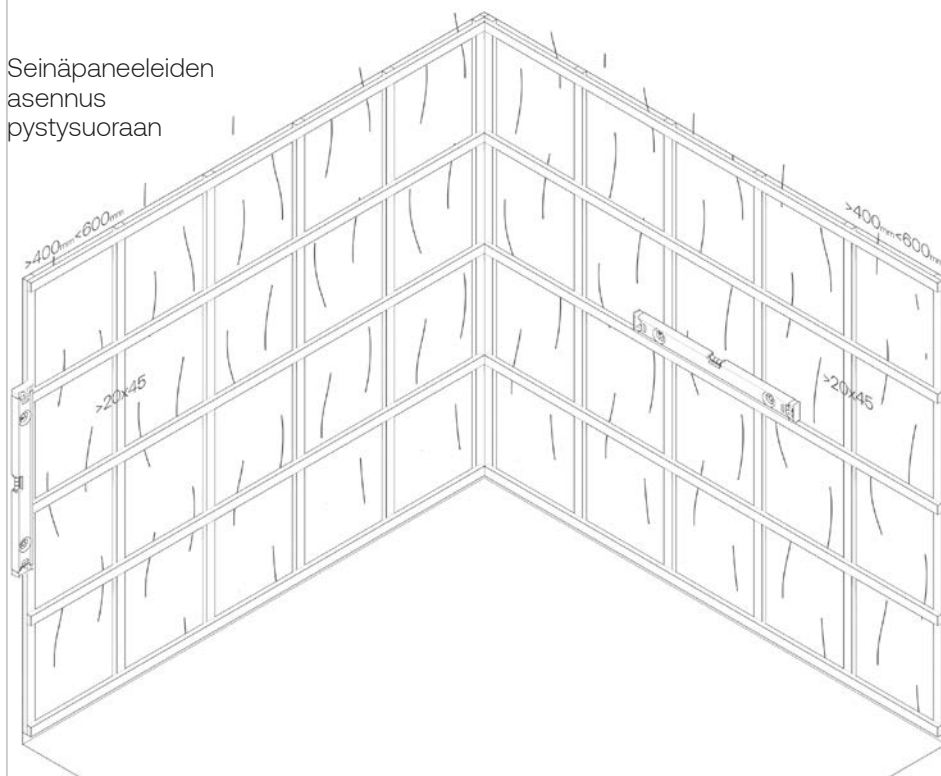 Seinäpaneeleiden
asennus
pystysuoraan
>400mm<600mm
>400mm<600mm
>20x45
>20x45